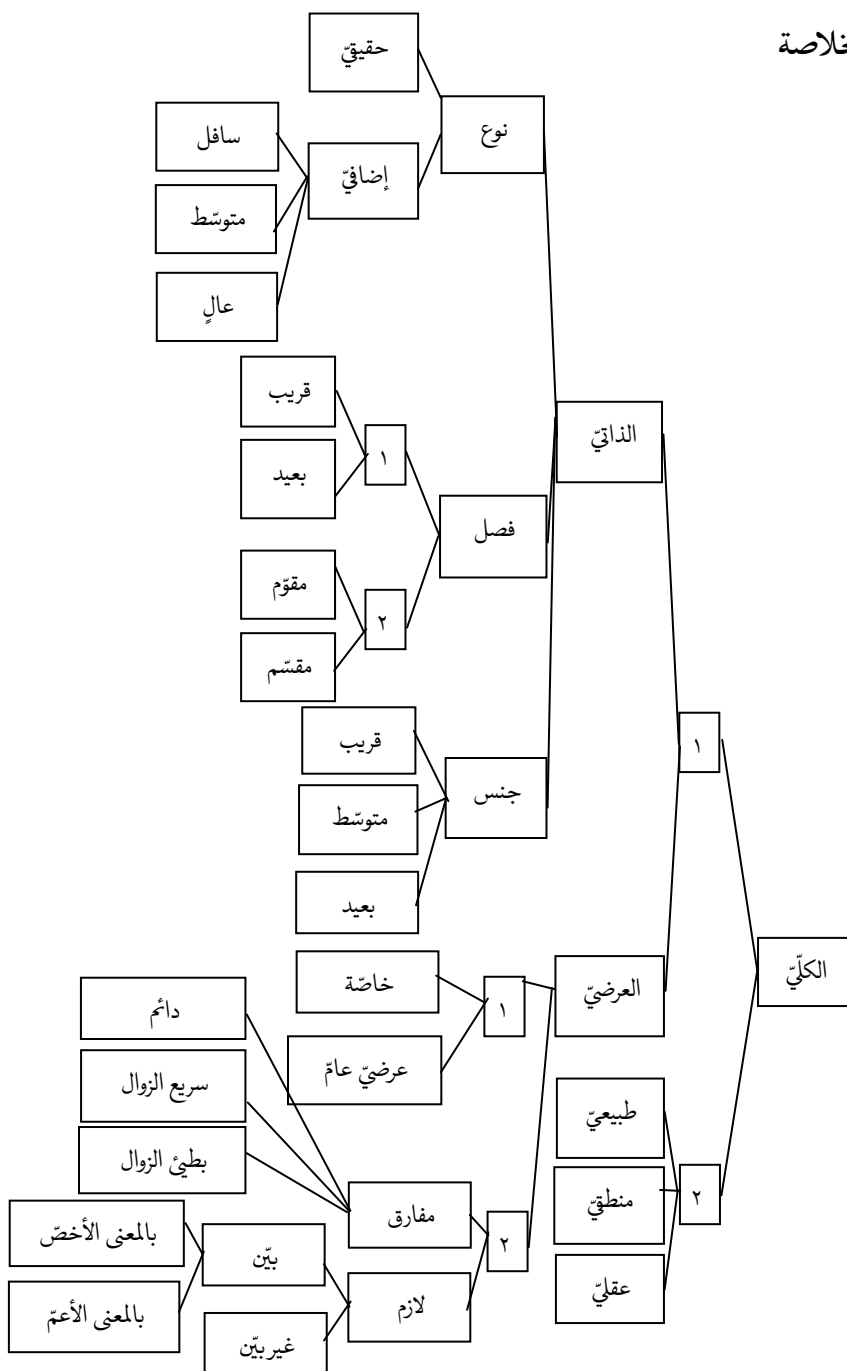 خلاصة
الكلّيّ
١
الذاتيّ
نوع
حقيقيّ
إضافيّ
سافل
متوسّط
عالٍ
فصل
١
قريب
بعيد
٢
مقوّم
مقسّم
جنس
قريب
متوسّط
بعيد
العرضيّ
١
خاصّة
عرضيّ عامّ
٢
مفارق
دائم
سريع الزوال
بطيئ الزوال
لازم
بيّن
بالمعنى الأخصّ
بالمعنى الأعمّ
غيربيّن
٢
طبيعيّ
منطقيّ
عقليّ